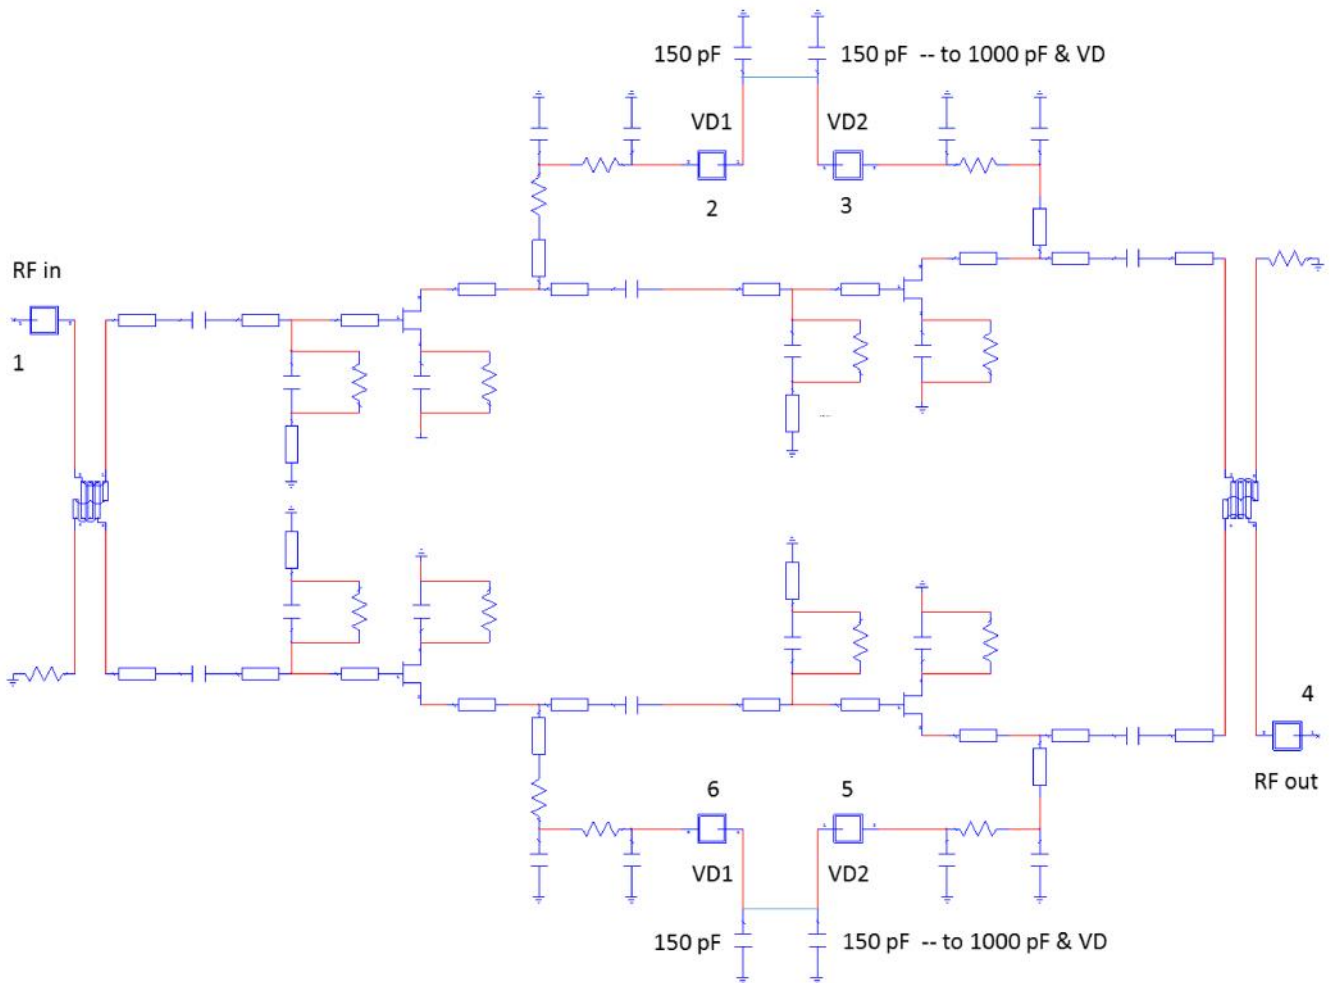 150 pF
150 pF -- to 1000 pF & VD
VD1
VD2
2
3
RF in
1
4
RF out
6
5
VD1
VD2
150 pF
150 pF -- to 1000 pF & VD